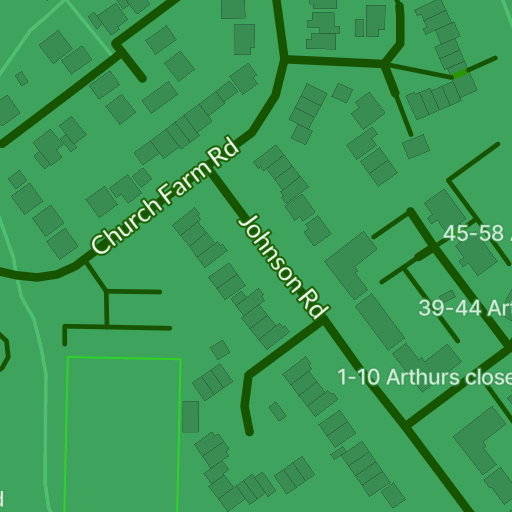 Church Farm Rd
Johnson Rd
45-58 A
39-44 Art
1-10 Arthurs close
d